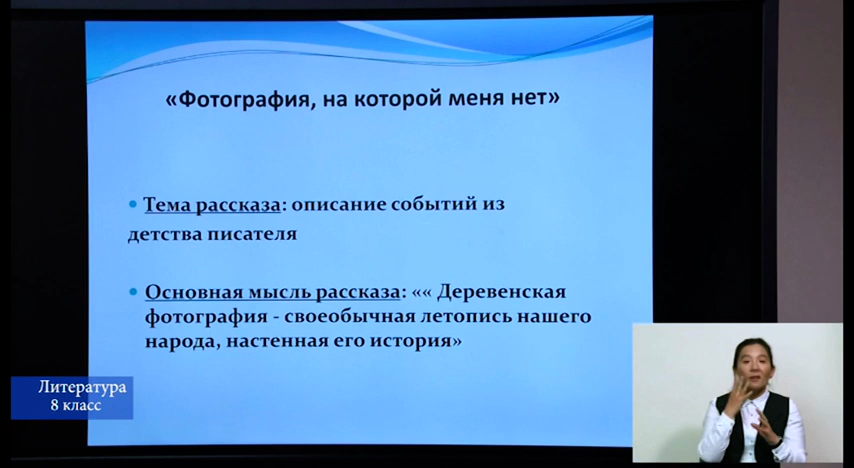 «Фотография, на которой меня нет»
• Тема рассказа: описание событий из
детства писателя
• Основная мысль рассказа: «« Деревенская
фотография - своеобычная летопись нашего
народа, настенная его история»
Литература
8 класс